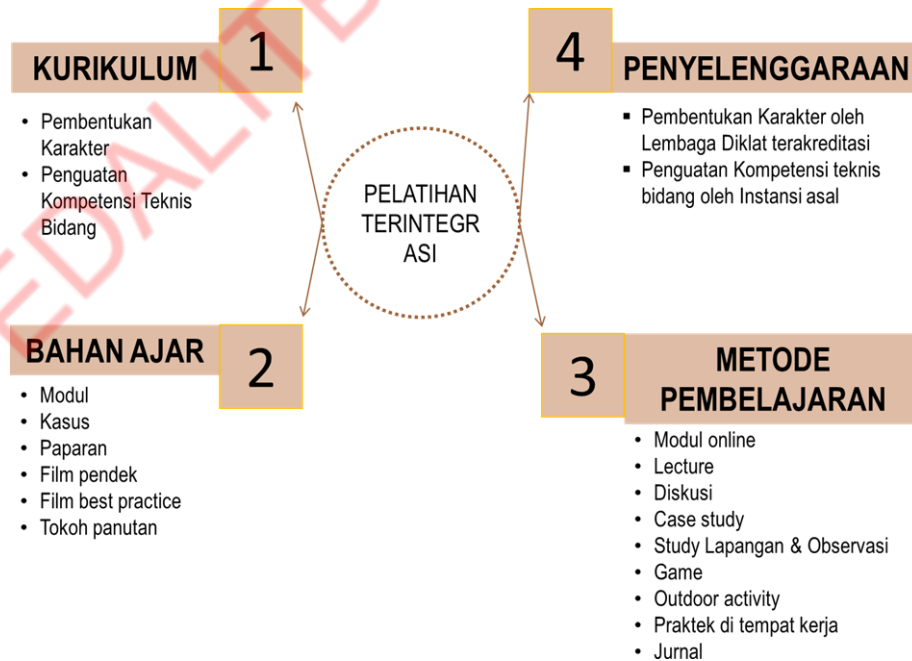 KURIKULUM
1
• Pembentukan
Karakter
• Penguatan
Kompetensi Teknis
Bidang
BAHAN AJAR
2
• Modul
• Kasus
• Paparan
• Film pendek
• Film best practice
• Tokoh panutan
PELATIHAN
TERINTEGR
ASI
4
PENYELENGGARAAN
▪ Pembentukan Karakter oleh
Lembaga Diklat terakreditasi
▪ Penguatan Kompetensi teknis
bidang oleh Instansi asal
3
METODE
PEMBELAJARAN
• Modul online
• Lecture
• Diskusi
• Case study
• Study Lapangan & Observasi
• Game
• Outdoor activity
• Praktek di tempat kerja
• Jurnal
EDALITE